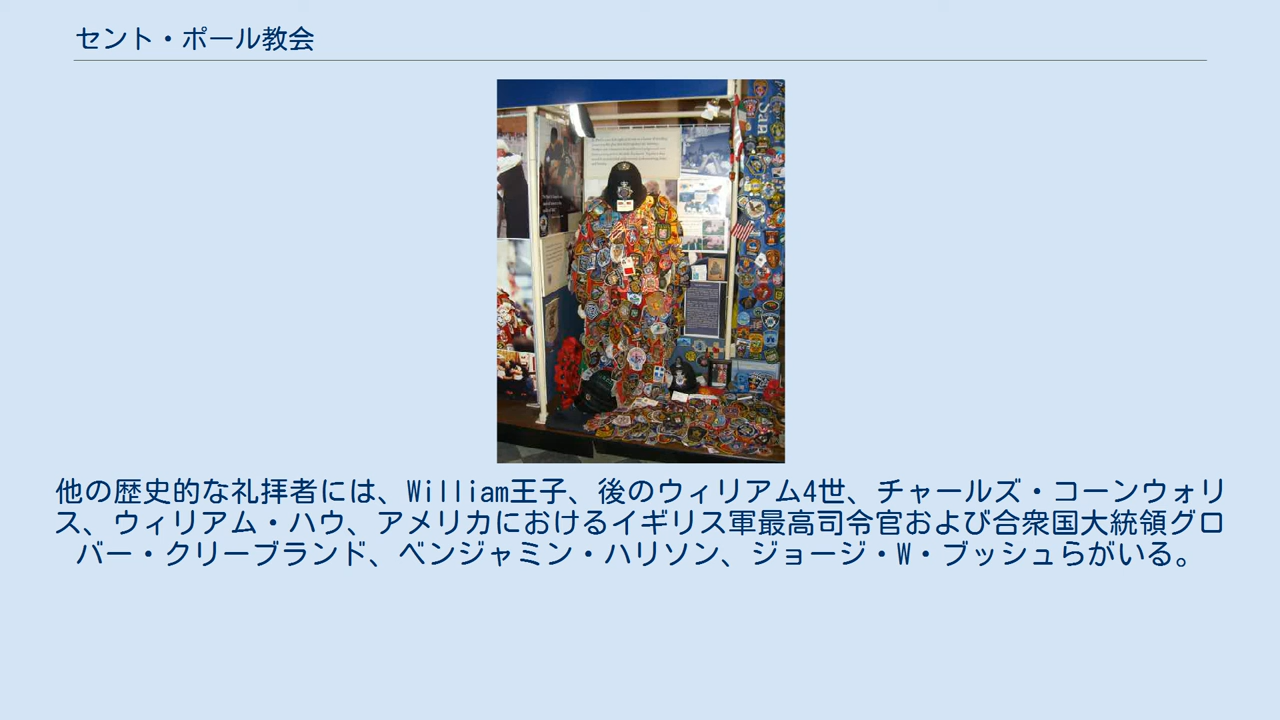 セント・ポール教会
San
他の歴史的な礼拝者には、William王子、後のウィリアム4世、チャールズ・コーンウォリ
ス、ウィリアム・ハウ、アメリカにおけるイギリス軍最高司令官および合衆国大統領グロ
バー・クリーブランド、ベンジャミン・ハリソン、ジョージ・W・ブッシュらがいる。